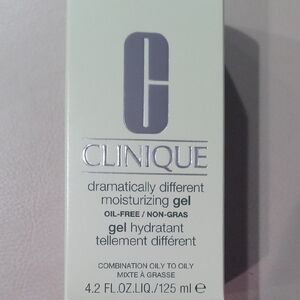 C
CLINIQUE
dramatically different
moisturizing gel
OIL-FREE / NON-GRAS
gel hydratant
tellement différent
COMBINATION OILY TO OILY
MIXTE À GRASSE
4.2 FL.OZ.LIQ./125 ml ℮